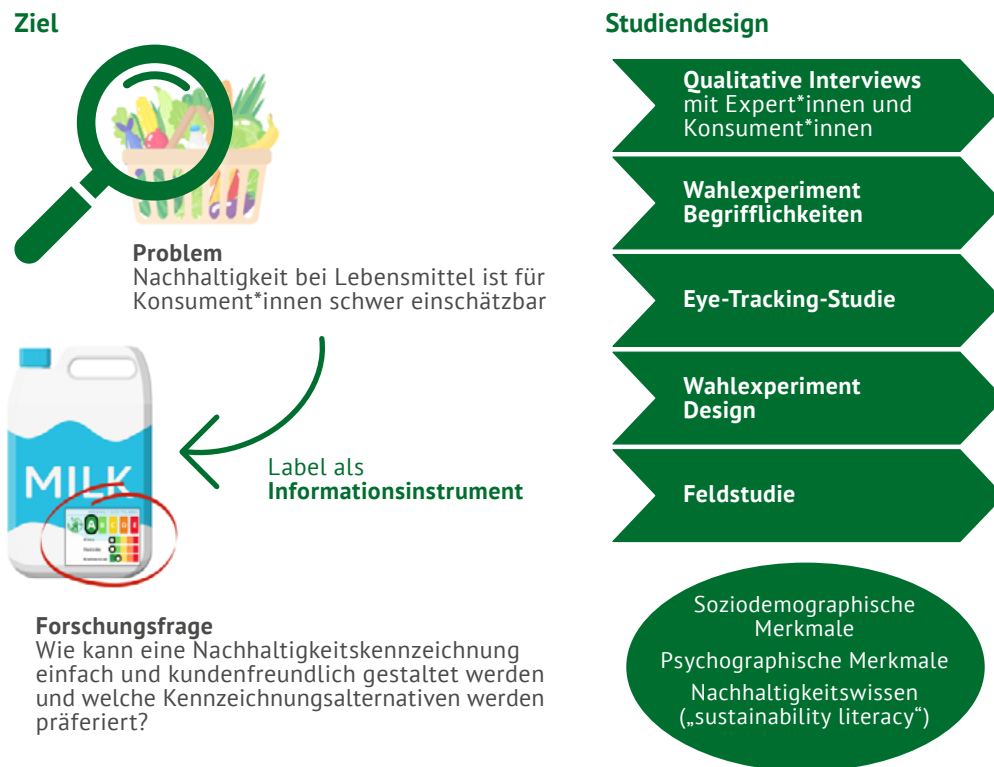 Ziel
Problem
Nachhaltigkeit bei Lebensmittel ist für
Konsument*innen schwer einschätzbar
MILK
A B C D E
Label als
Informationsinstrument
Forschungsfrage
Wie kann eine Nachhaltigkeitskennzeichnung
einfach und kundenfreundlich gestaltet werden
und welche Kennzeichnungsalternativen werden
präferiert?
Studiendesign
Qualitative Interviews
mit Expert*innen und
Konsument*innen
Wahlexperiment
Begrifflichkeiten
Eye-Tracking-Studie
Wahlexperiment
Design
Feldstudie
Soziodemographische
Merkmale
Psychographische Merkmale
Nachhaltigkeitswissen
(„sustainability literacy“)